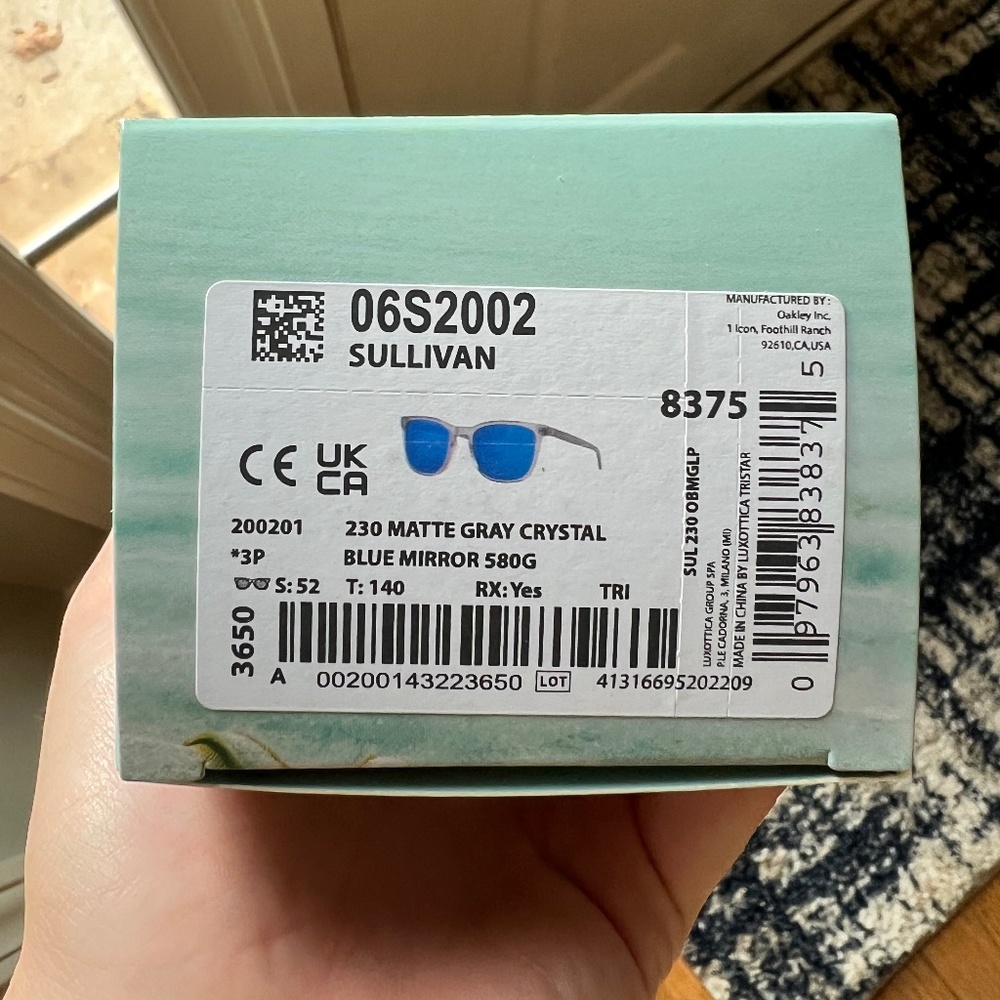 06S2002
SULLIVAN
MANUFACTURED BY:
Oakley Inc.
1 Icon, Foothill Ranch
92610,CA,USA
8375
CE UK
CA
200201 230 MATTE GRAY CRYSTAL
*3P BLUE MIRROR 580G
S: 52 T: 140 RX: Yes TRI
3650
A 00200143223650 LOT 41316695202209
SUL 230 OBMGLP
LUXOTTICA GROUP SPA
P.LE CADORNA, 3, MILANO (MI)
MADE IN CHINA BY LUXOTTICA TRISTAR
0 97963 83837 5